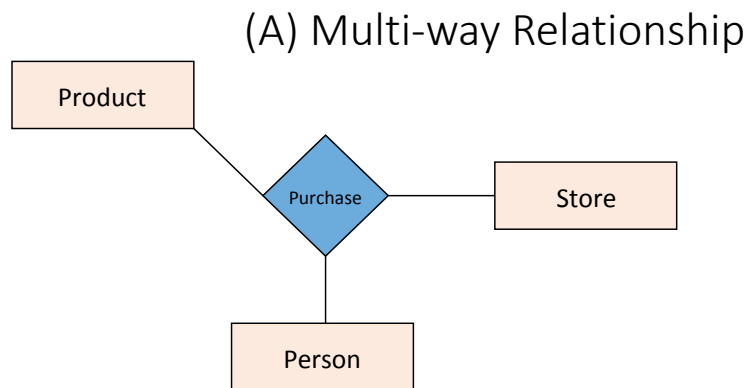 (A) Multi-way Relationship
Product
Purchase
Store
Person